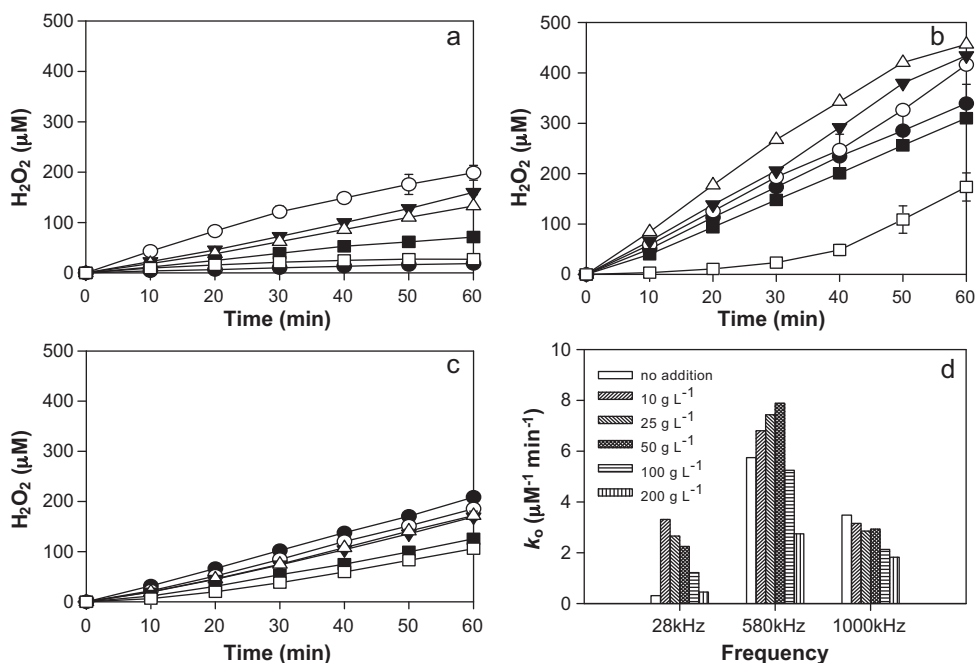 a
500
400
300
200
100
0
H₂O₂ (µM)
0 10 20 30 40 50 60
Time (min)
b
500
400
300
200
100
0
H₂O₂ (µM)
0 10 20 30 40 50 60
Time (min)
c
500
400
300
200
100
0
H₂O₂ (µM)
0 10 20 30 40 50 60
Time (min)
d
10
8
6
4
2
0
kₒ (µM⁻¹ min⁻¹)
no addition
10 g L⁻¹
25 g L⁻¹
50 g L⁻¹
100 g L⁻¹
200 g L⁻¹
28kHz 580kHz 1000kHz
Frequency